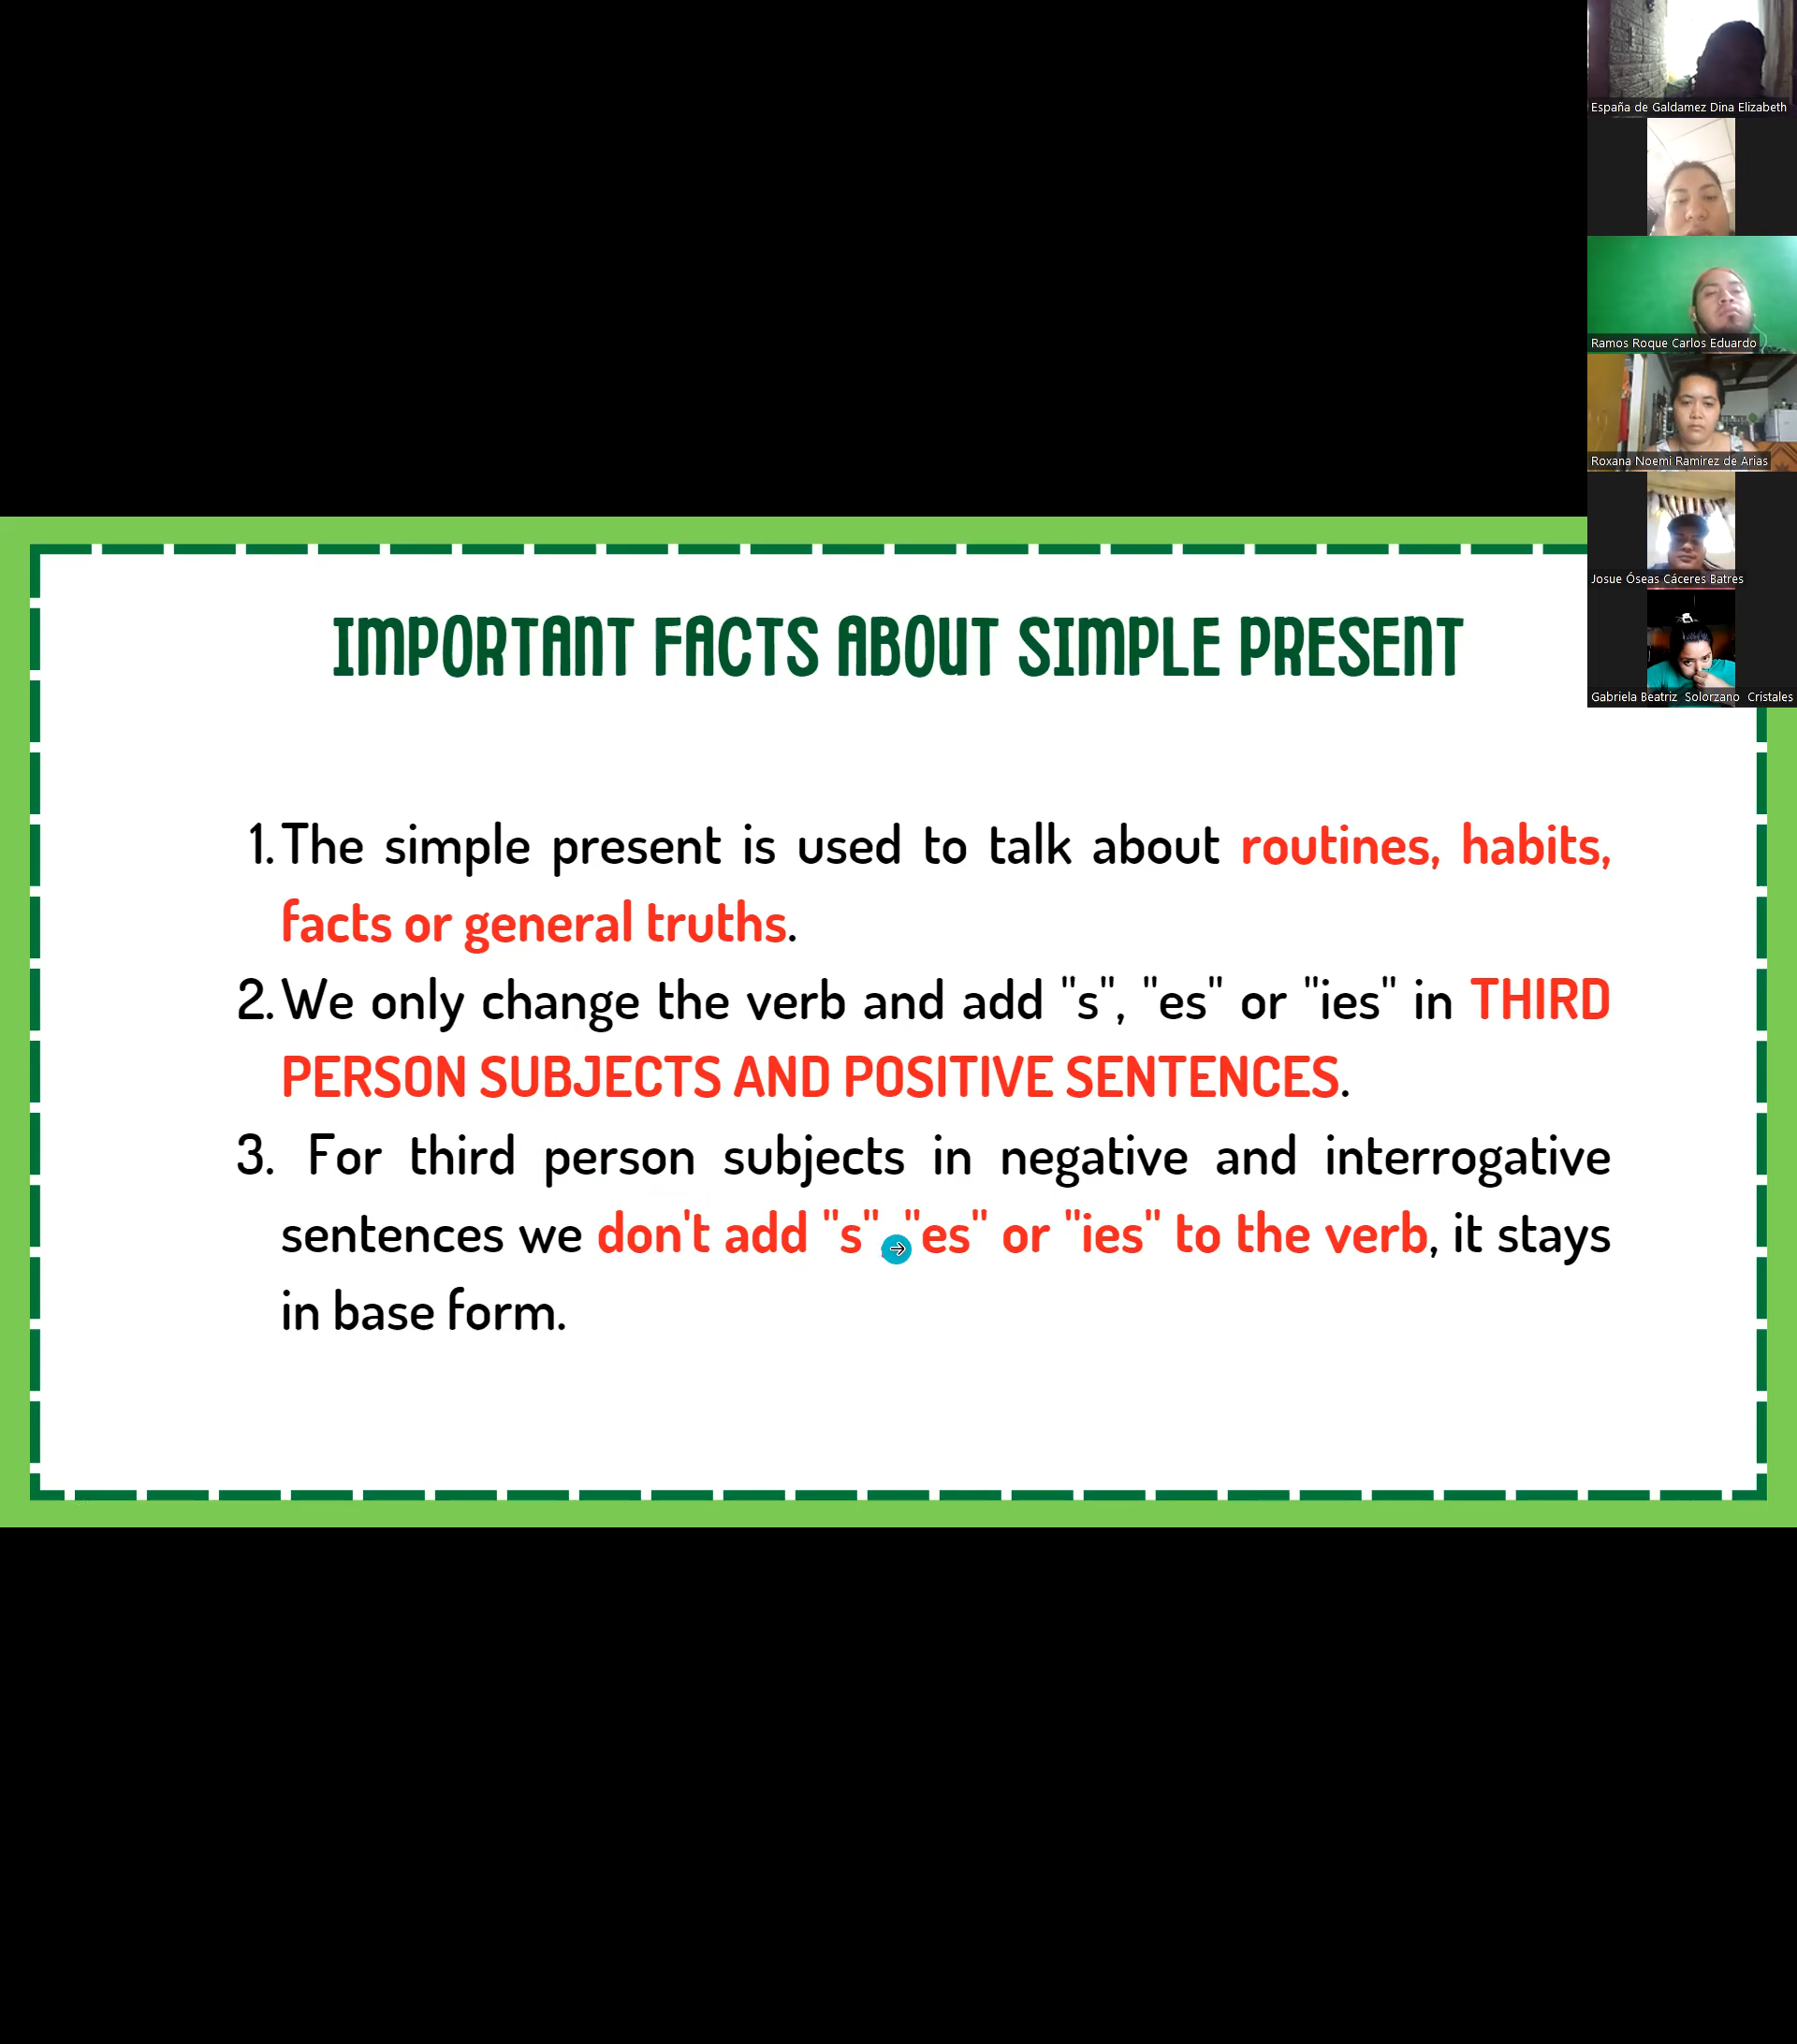 España de Galdamez Dina Elizabeth
Ramos Roque Carlos Eduardo
Roxana Noemi Ramirez de Arias
Josue Óseas Cáceres Batres
Gabriela Beatriz Solorzano Cristales
IMPORTANT FACTS ABOUT SIMPLE PRESENT
1. The simple present is used to talk about routines, habits,
facts or general truths.
2. We only change the verb and add "s", "es" or "ies" in THIRD
PERSON SUBJECTS AND POSITIVE SENTENCES.
3. For third person subjects in negative and interrogative
sentences we don't add "s" "es" or "ies" to the verb, it stays
in base form.